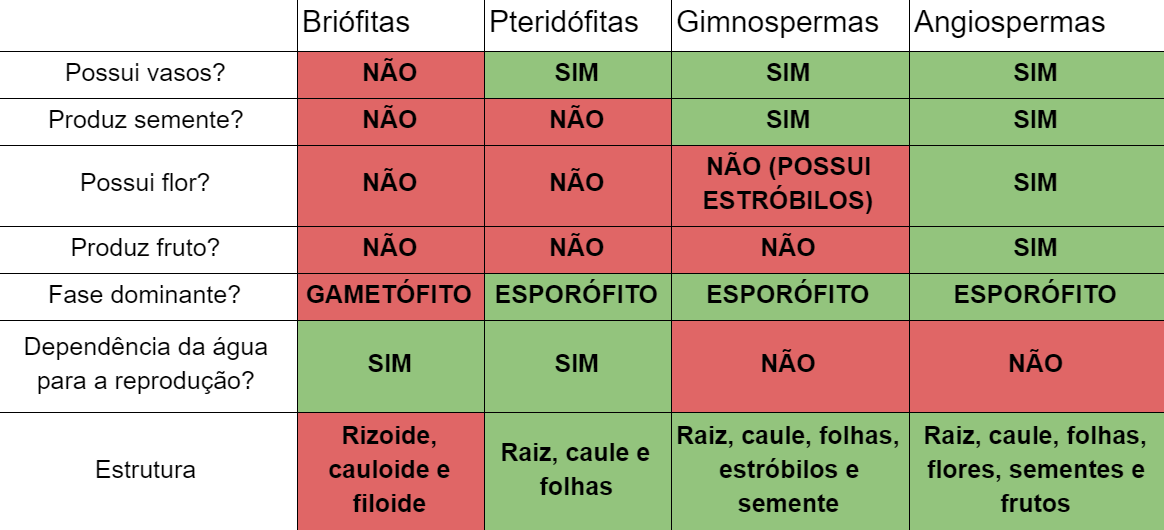 Briófitas Pteridófitas Gimnospermas Angiospermas
Possui vasos? NÃO SIM SIM SIM
Produz semente? NÃO NÃO SIM SIM
Possui flor? NÃO NÃO NÃO (POSSUI ESTRÓBILOS) SIM
Produz fruto? NÃO NÃO NÃO SIM
Fase dominante? GAMETÓFITO ESPORÓFITO ESPORÓFITO ESPORÓFITO
Dependência da água
para a reprodução?
SIM SIM NÃO NÃO
Estrutura
Rizoide,
cauloide e
filoide
Raiz, caule e
folhas
Raiz, caule, folhas,
estróbilos e
semente
Raiz, caule, folhas,
flores, sementes e
frutos